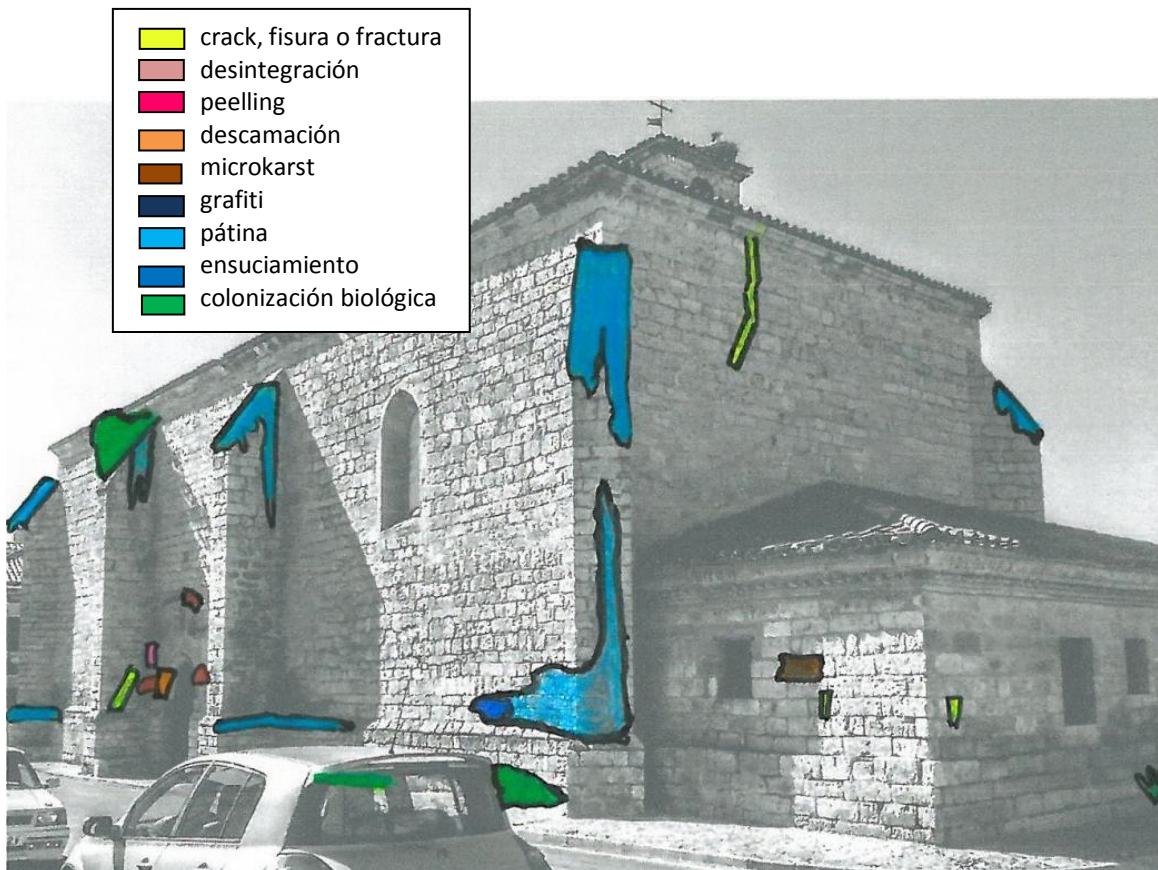 crack, fisura o fractura
desintegración
peelling
descamación
microkarst
grafiti
pátina
ensuciamiento
colonización biológica